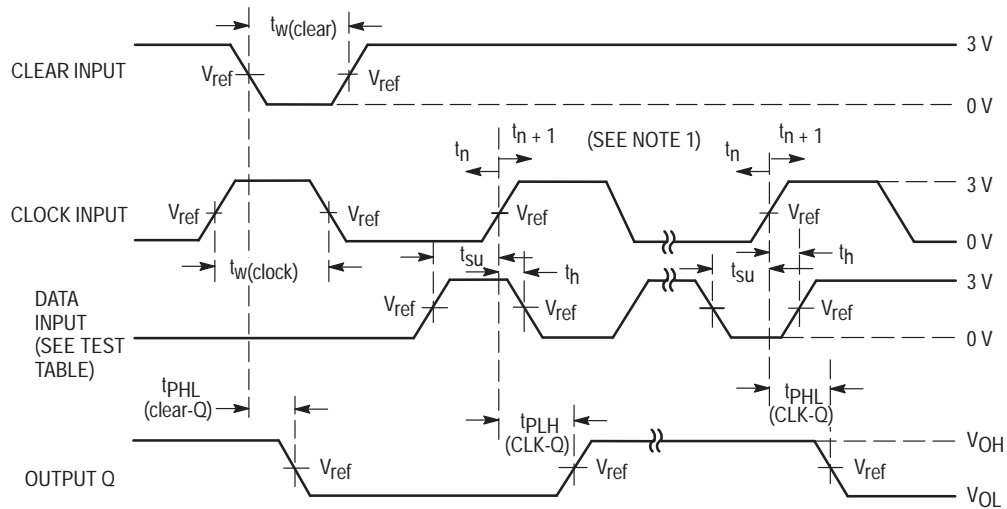 tw(clear)
3 V
CLEAR INPUT
Vref
Vref
0 V
tn
tn + 1
(SEE NOTE 1)
tn
tn + 1
3 V
CLOCK INPUT
Vref
Vref
Vref
Vref
0 V
tw(clock)
tsu
th
tsu
th
3 V
DATA
INPUT
(SEE TEST
TABLE)
Vref
Vref
Vref
Vref
0 V
tPHL
(clear-Q)
tPLH
(CLK-Q)
tPHL
(CLK-Q)
VOH
OUTPUT Q
Vref
Vref
Vref
VOL